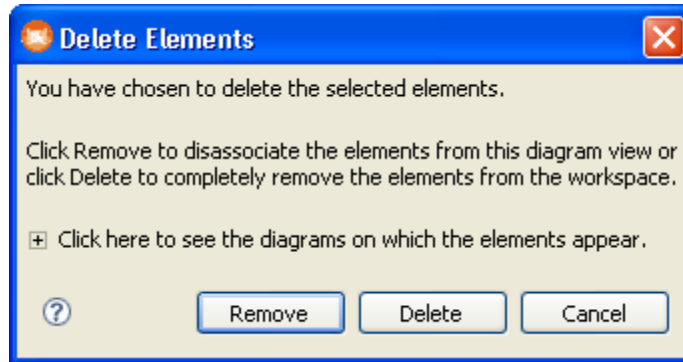 Delete Elements
You have chosen to delete the selected elements.
Click Remove to disassociate the elements from this diagram view or
click Delete to completely remove the elements from the workspace.
Click here to see the diagrams on which the elements appear.
Remove Delete Cancel